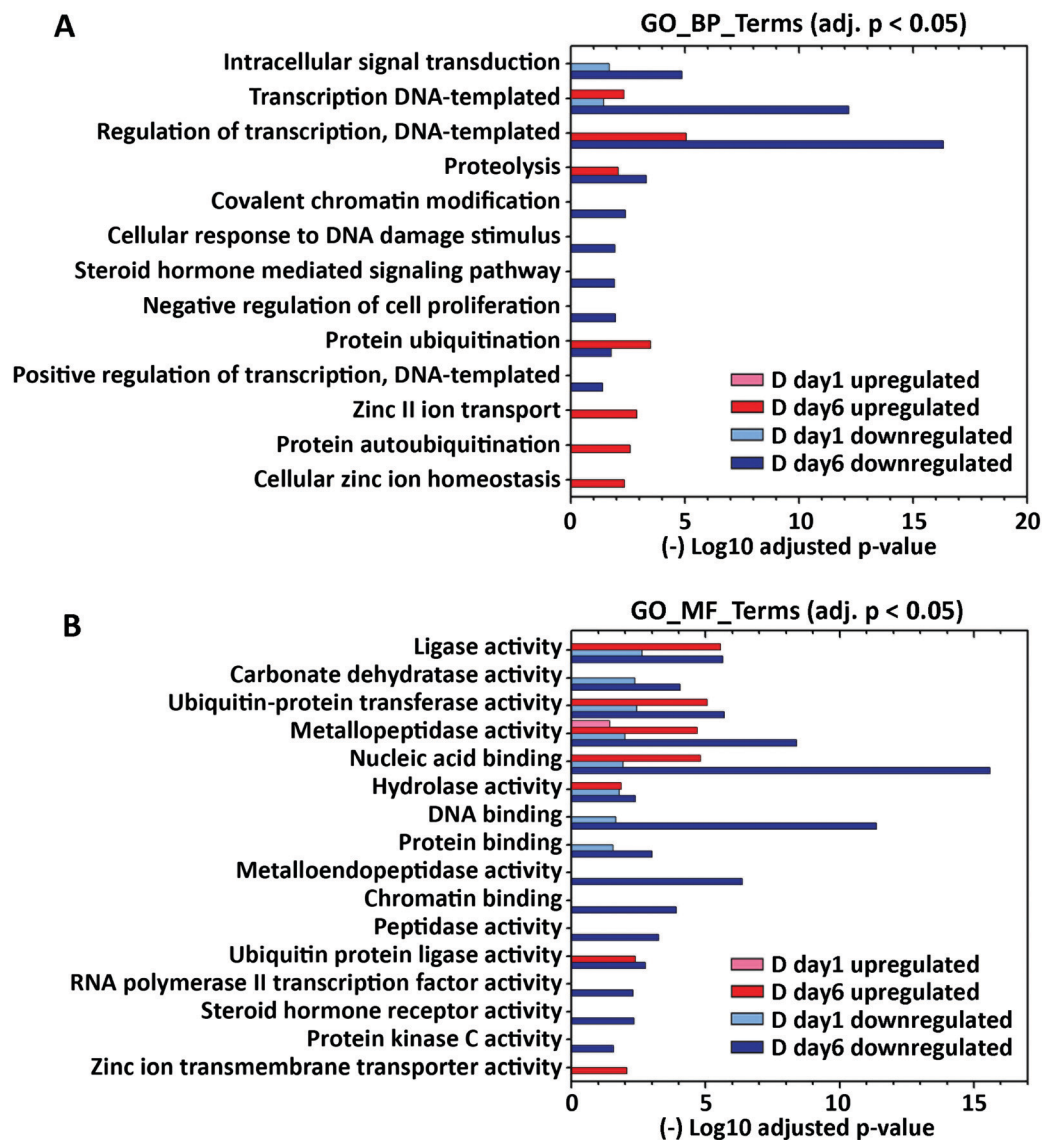 A
GO_BP_Terms (adj. p < 0.05)
Intracellular signal transduction
Transcription DNA-templated
Regulation of transcription, DNA-templated
Proteolysis
Covalent chromatin modification
Cellular response to DNA damage stimulus
Steroid hormone mediated signaling pathway
Negative regulation of cell proliferation
Protein ubiquitination
Positive regulation of transcription, DNA-templated
Zinc II ion transport
Protein autoubiquitination
Cellular zinc ion homeostasis
D day1 upregulated
D day6 upregulated
D day1 downregulated
D day6 downregulated
0 5 10 15 20
(-) Log10 adjusted p-value
B
GO_MF_Terms (adj. p < 0.05)
Ligase activity
Carbonate dehydratase activity
Ubiquitin-protein transferase activity
Metallopeptidase activity
Nucleic acid binding
Hydrolase activity
DNA binding
Protein binding
Metalloendopeptidase activity
Chromatin binding
Peptidase activity
Ubiquitin protein ligase activity
RNA polymerase II transcription factor activity
Steroid hormone receptor activity
Protein kinase C activity
Zinc ion transmembrane transporter activity
D day1 upregulated
D day6 upregulated
D day1 downregulated
D day6 downregulated
0 5 10 15
(-) Log10 adjusted p-value